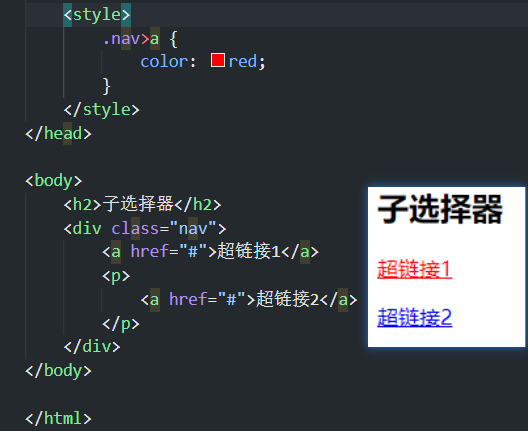 <style>
.nav>a {
color: red;
}
</style>
</head>
<body>
<h2>子选择器</h2>
<div class="nav">
<a href="#">超链接1</a>
<p>
<a href="#">超链接2</a>
</p>
</div>
</body>
</html>
子选择器
超链接1
超链接2